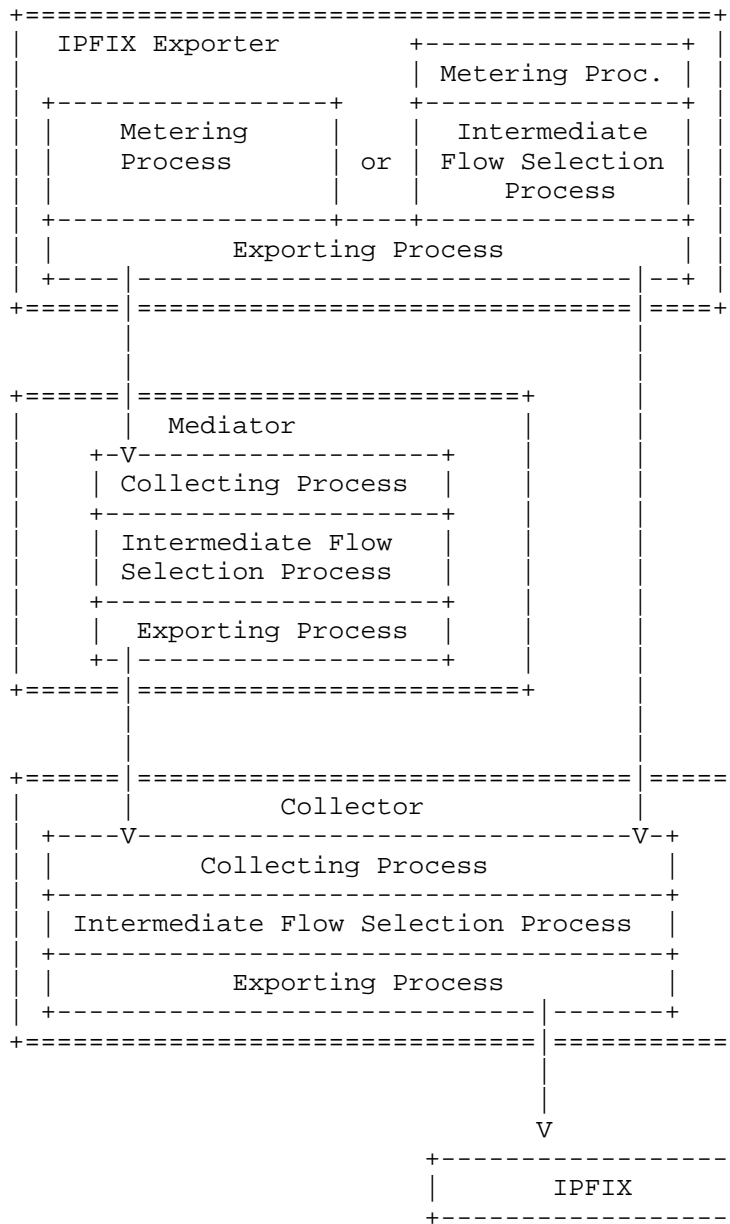 IPFIX Exporter
Metering Proc.
Metering Intermediate
Process or Flow Selection
Process
Exporting Process
Mediator
Collecting Process
Intermediate Flow
Selection Process
Exporting Process
Collector
Collecting Process
Intermediate Flow Selection Process
Exporting Process
IPFIX